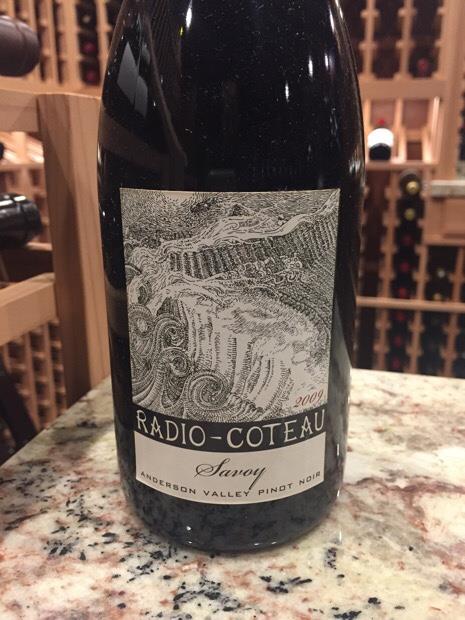 2009
RADIO-COTEAU
Savoy
ANDERSON VALLEY PINOT NOIR